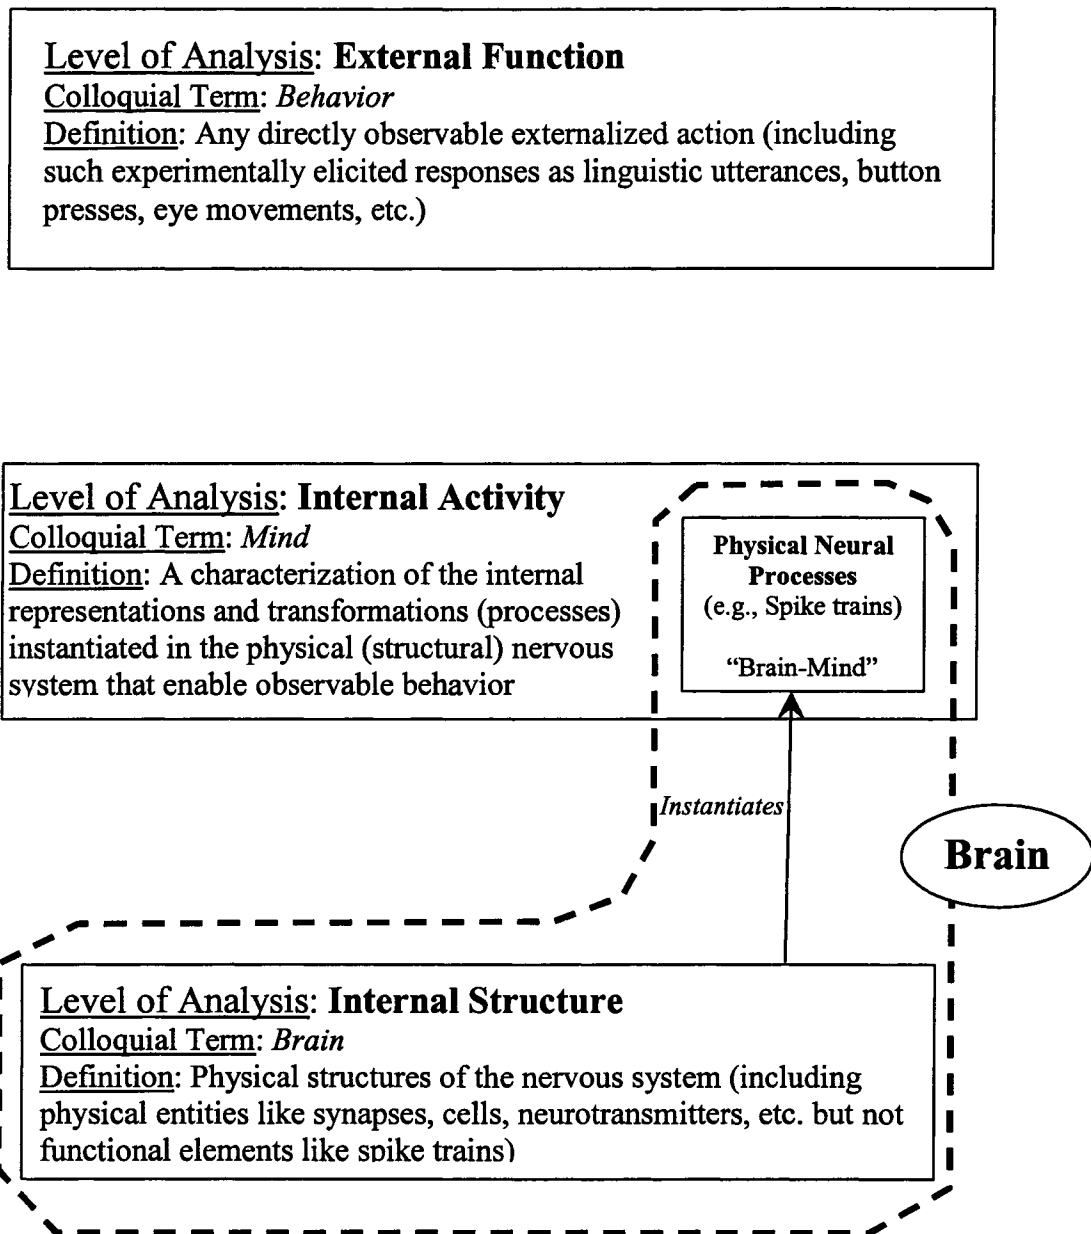 Level of Analysis: External Function
Colloquial Term: Behavior
Definition: Any directly observable externalized action (including
such experimentally elicited responses as linguistic utterances, button
presses, eye movements, etc.)
Level of Analysis: Internal Activity
Colloquial Term: Mind
Definition: A characterization of the internal
representations and transformations (processes)
instantiated in the physical (structural) nervous
system that enable observable behavior
Physical Neural
Processes
(e.g., Spike trains)
“Brain-Mind”
Instantiates
Brain
Level of Analysis: Internal Structure
Colloquial Term: Brain
Definition: Physical structures of the nervous system (including
physical entities like synapses, cells, neurotransmitters, etc. but not
functional elements like spike trains)